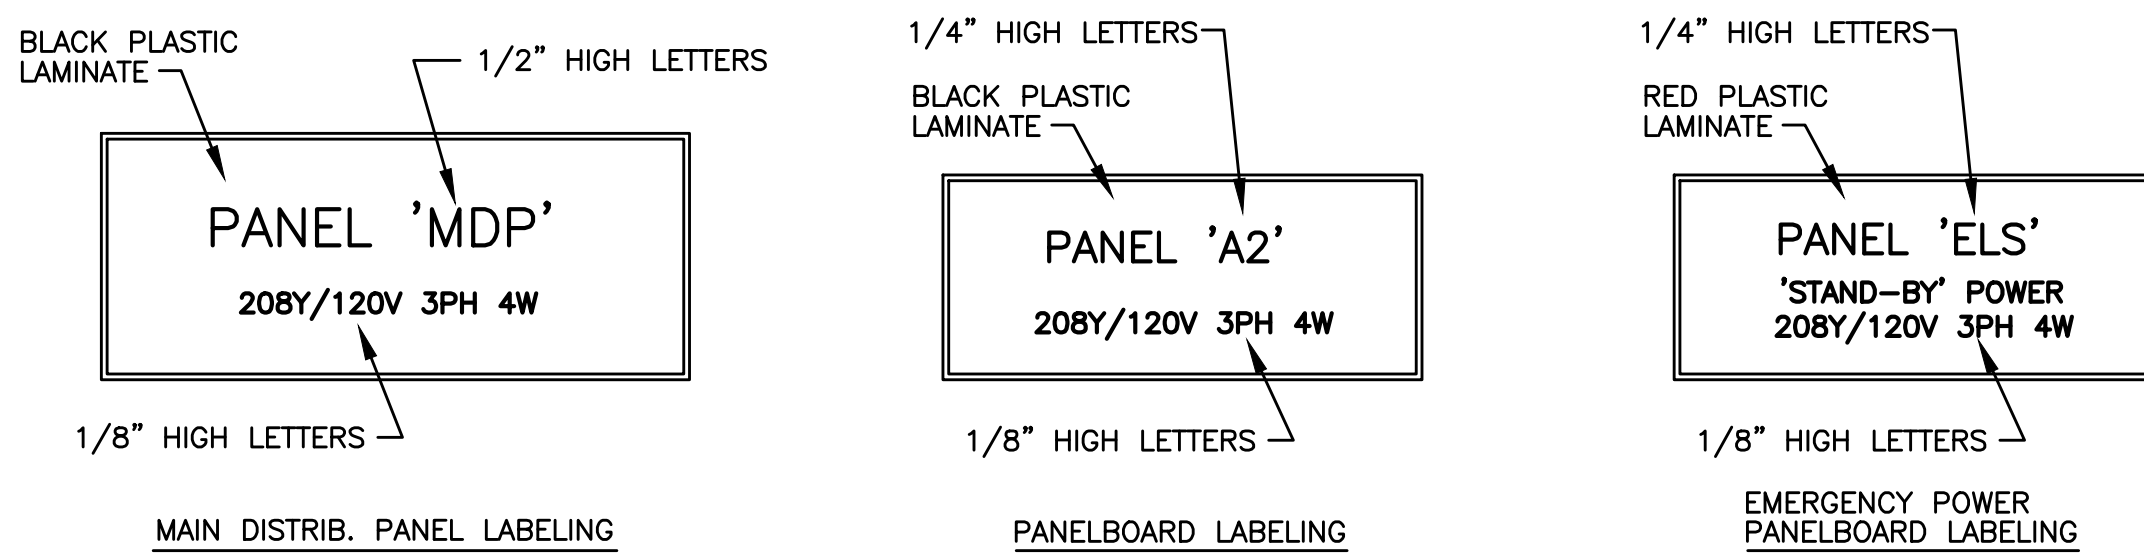 BLACK PLASTIC
LAMINATE
1/2” HIGH LETTERS
PANEL 'MDP'
208Y/120V 3PH 4W
1/8” HIGH LETTERS
MAIN DISTRIB. PANEL LABELING
1/4” HIGH LETTERS
BLACK PLASTIC
LAMINATE
PANEL 'A2'
208Y/120V 3PH 4W
1/8” HIGH LETTERS
PANELBOARD LABELING
1/4” HIGH LETTERS
RED PLASTIC
LAMINATE
PANEL 'ELS'
'STAND-BY' POWER
208Y/120V 3PH 4W
1/8” HIGH LETTERS
EMERGENCY POWER
PANELBOARD LABELING